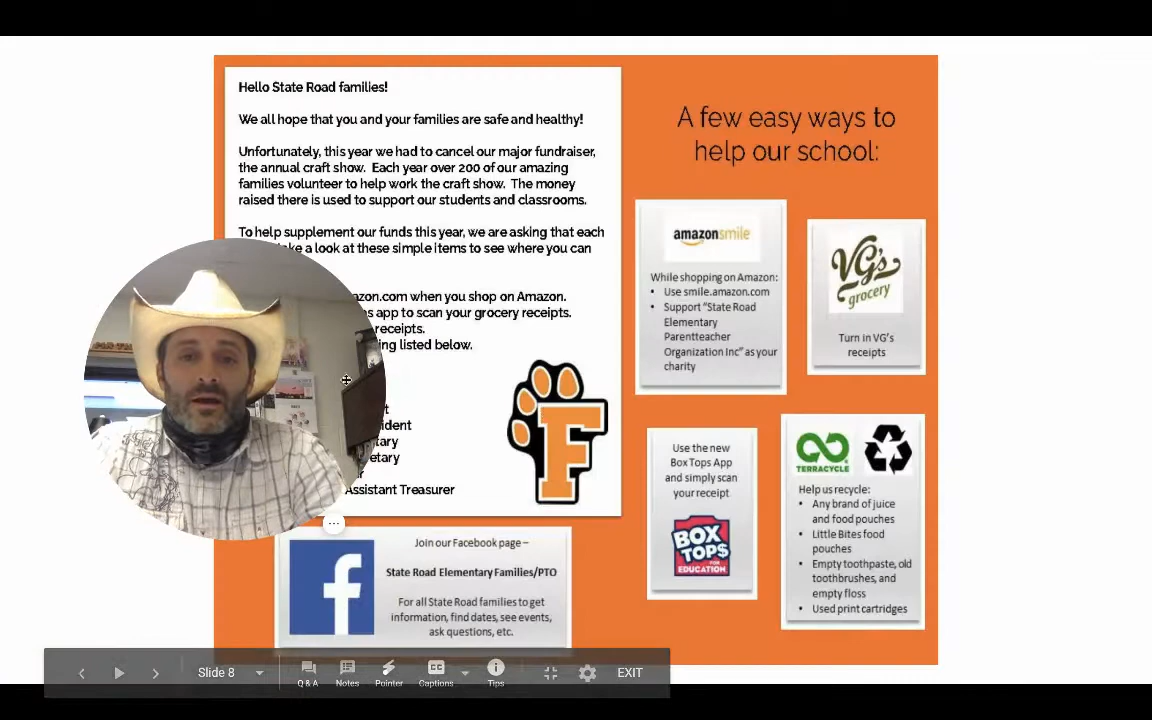 Hello State Road families!
We all hope that you and your families are safe and healthy!
Unfortunately, this year we had to cancel our major fundraiser,
the annual craft show. Each year over 200 of our amazing
families volunteer to help work the craft show. The money
raised there is used to support our students and classrooms.
To help supplement our funds this year, we are asking that each
a look at these simple items to see where you can
when you shop on Amazon.
app to scan your grocery receipts.
receipts.
listed below.
Assistant Treasurer
F
Join our Facebook page –
State Road Elementary Families/PTO
For all State Road families to get
information, find dates, see events,
ask questions, etc.
f
A few easy ways to
help our school:
amazonsmile
While shopping on Amazon:
• Use smile.amazon.com
• Support "State Road
Elementary
Parentteacher
Organization Inc" as your
charity
VG's
grocery
Turn in VG's
receipts
Use the new
Box Tops App
and simply scan
your receipt
BOX
TOPS
FOR
EDUCATION
TERRACYCLE
Help us recycle:
• Any brand of juice
and food pouches
• Little Bites food
pouches
• Empty toothpaste, old
toothbrushes, and
empty floss
• Used print cartridges
Slide 8
Q & A
Notes
Pointer
CC
Captions
Tips
EXIT